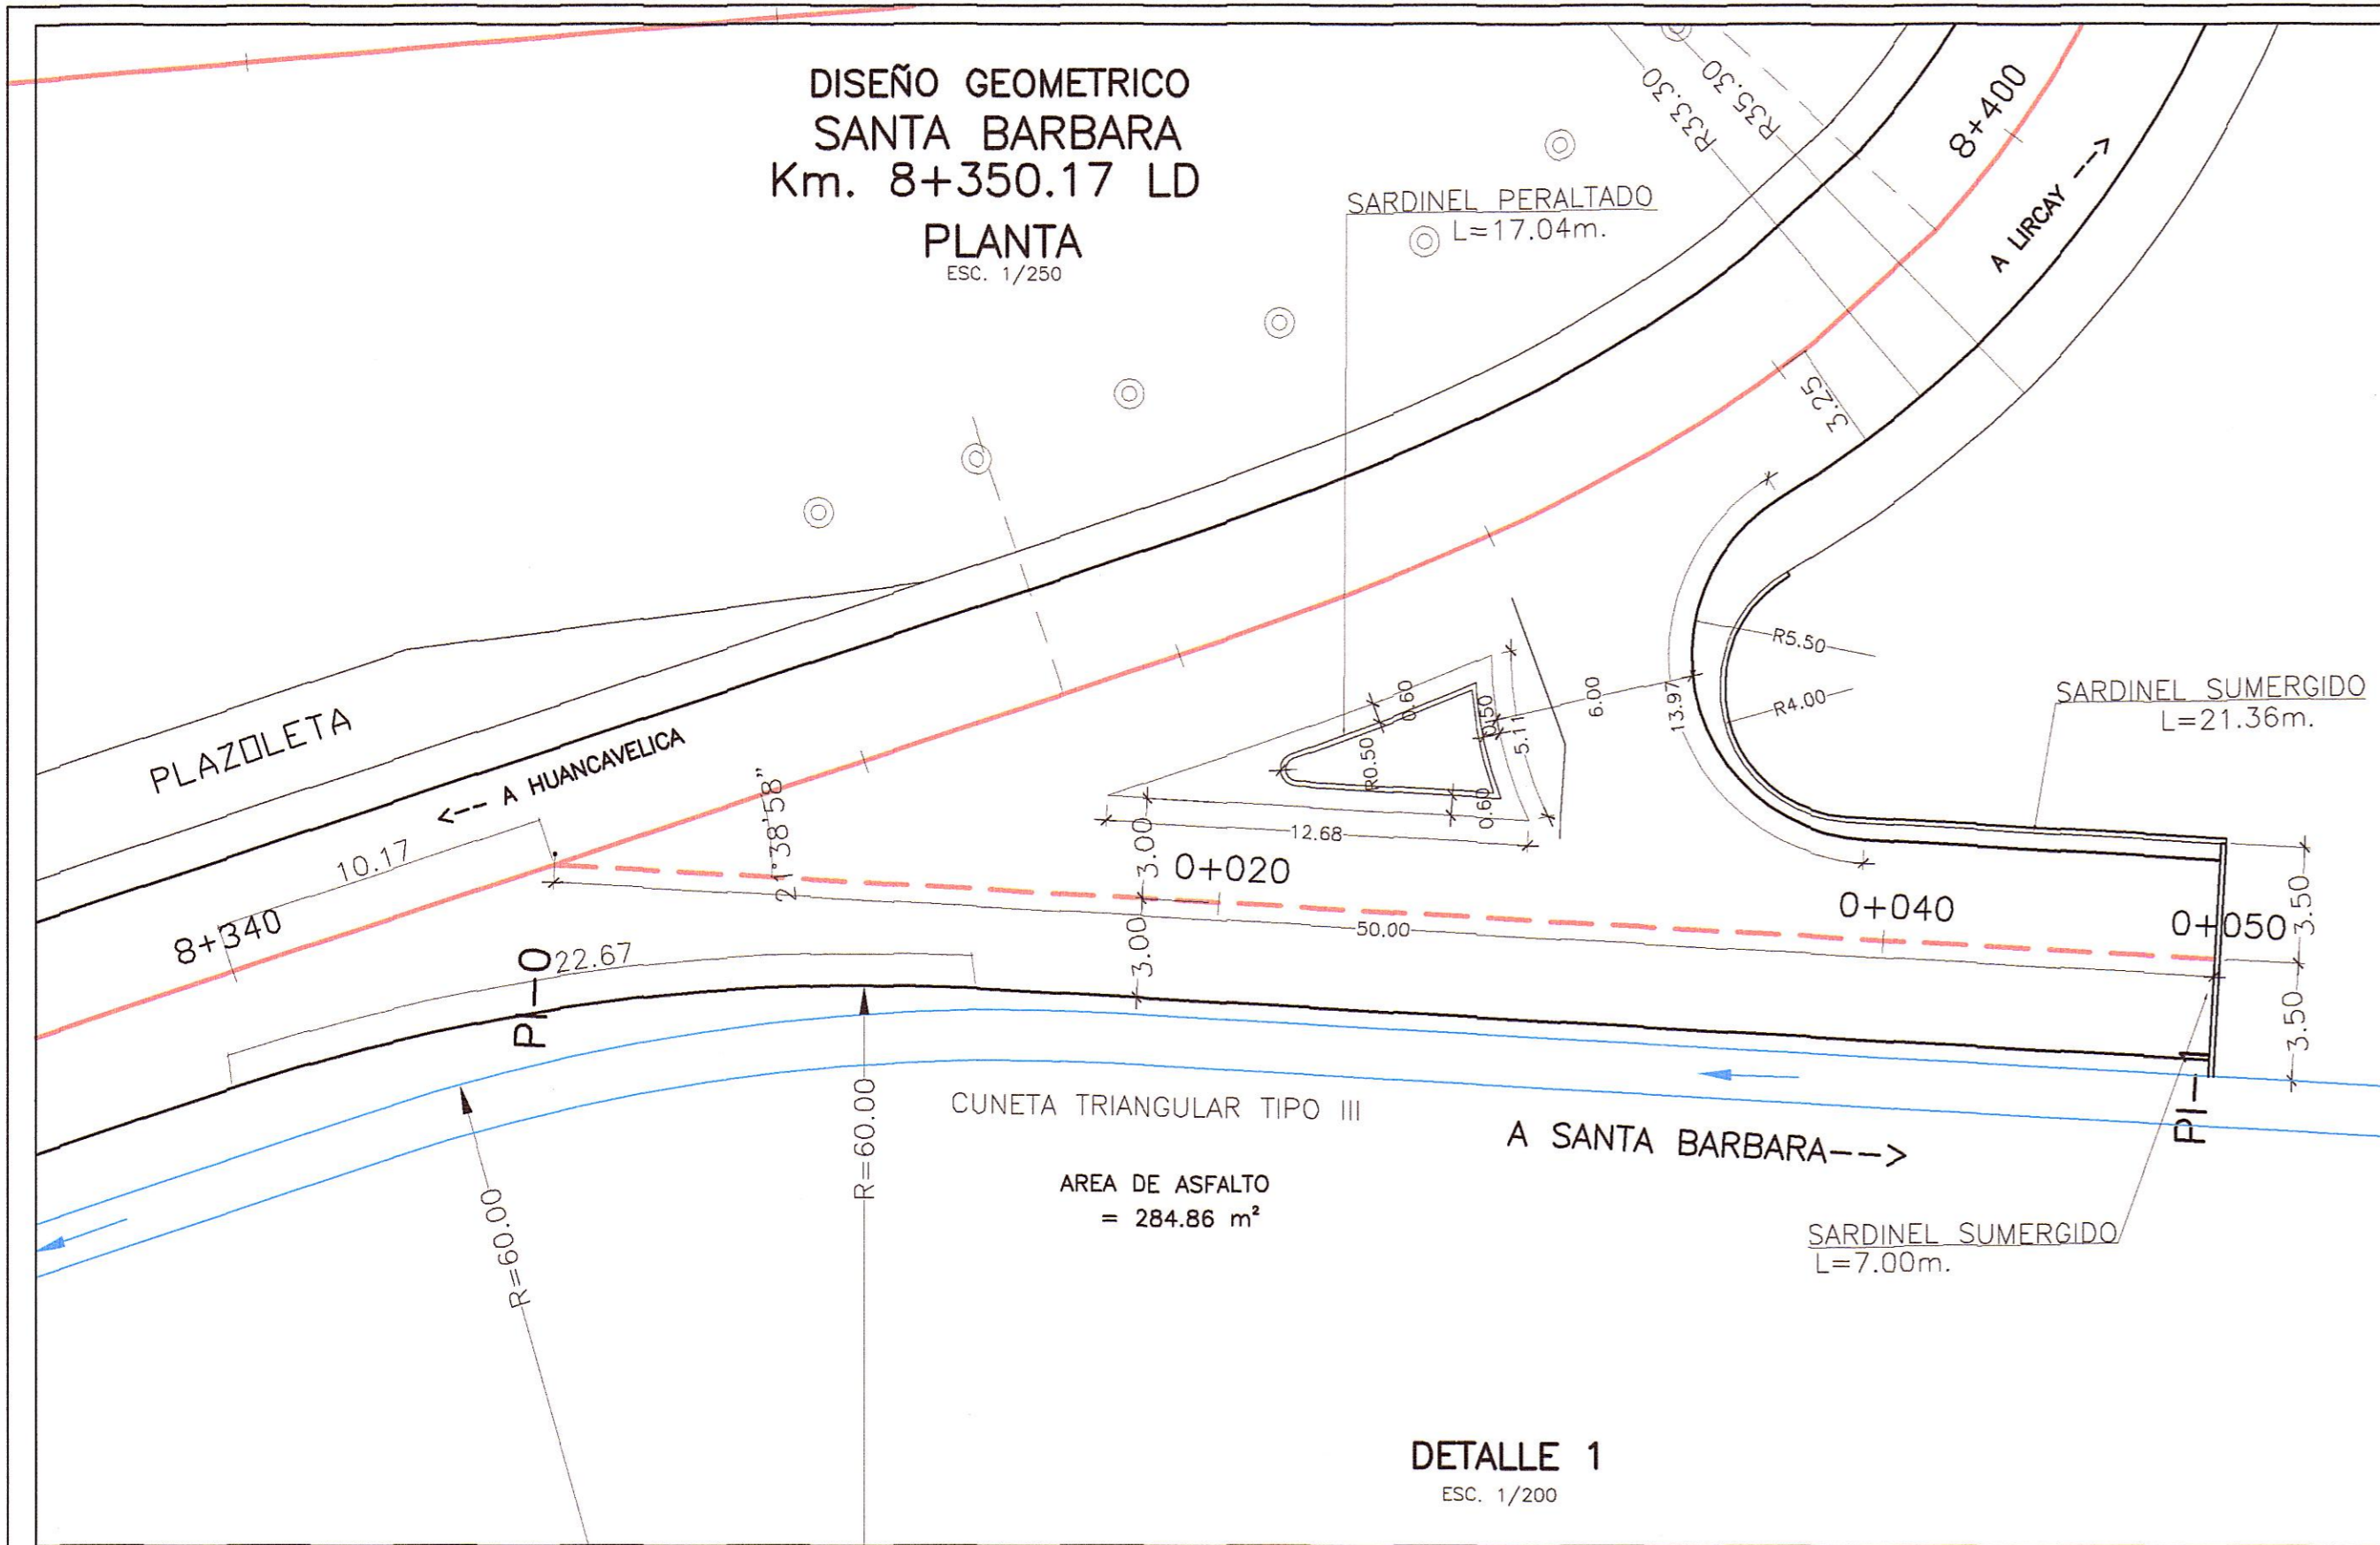 DISEÑO GEOMETRICO
SANTA BARBARA
Km. 8+350.17 LD
PLANTA
ESC. 1/250
R33.30
R35.30
8+400
A LIRCAY -->
SARDINEL PERALTADO
L=17.04m.
3.25
R5.50
R4.00
13.97
6.00
SARDINEL SUMERGIDO
L=21.36m.
PLAZOLETA
<-- A HUANCAVELICA
0.60
0.50
5.11
R0.50
0.60
12.68
21°38'58"
10.17
8+340
3.00
0+020
0+040
0+050
3.50
50.00
3.00
PI-0
22.67
3.50
PI-1
R=60.00
R=60.00
CUNETA TRIANGULAR TIPO III
A SANTA BARBARA-->
AREA DE ASFALTO
= 284.86 m²
SARDINEL SUMERGIDO
L=7.00m.
DETALLE 1
ESC. 1/200